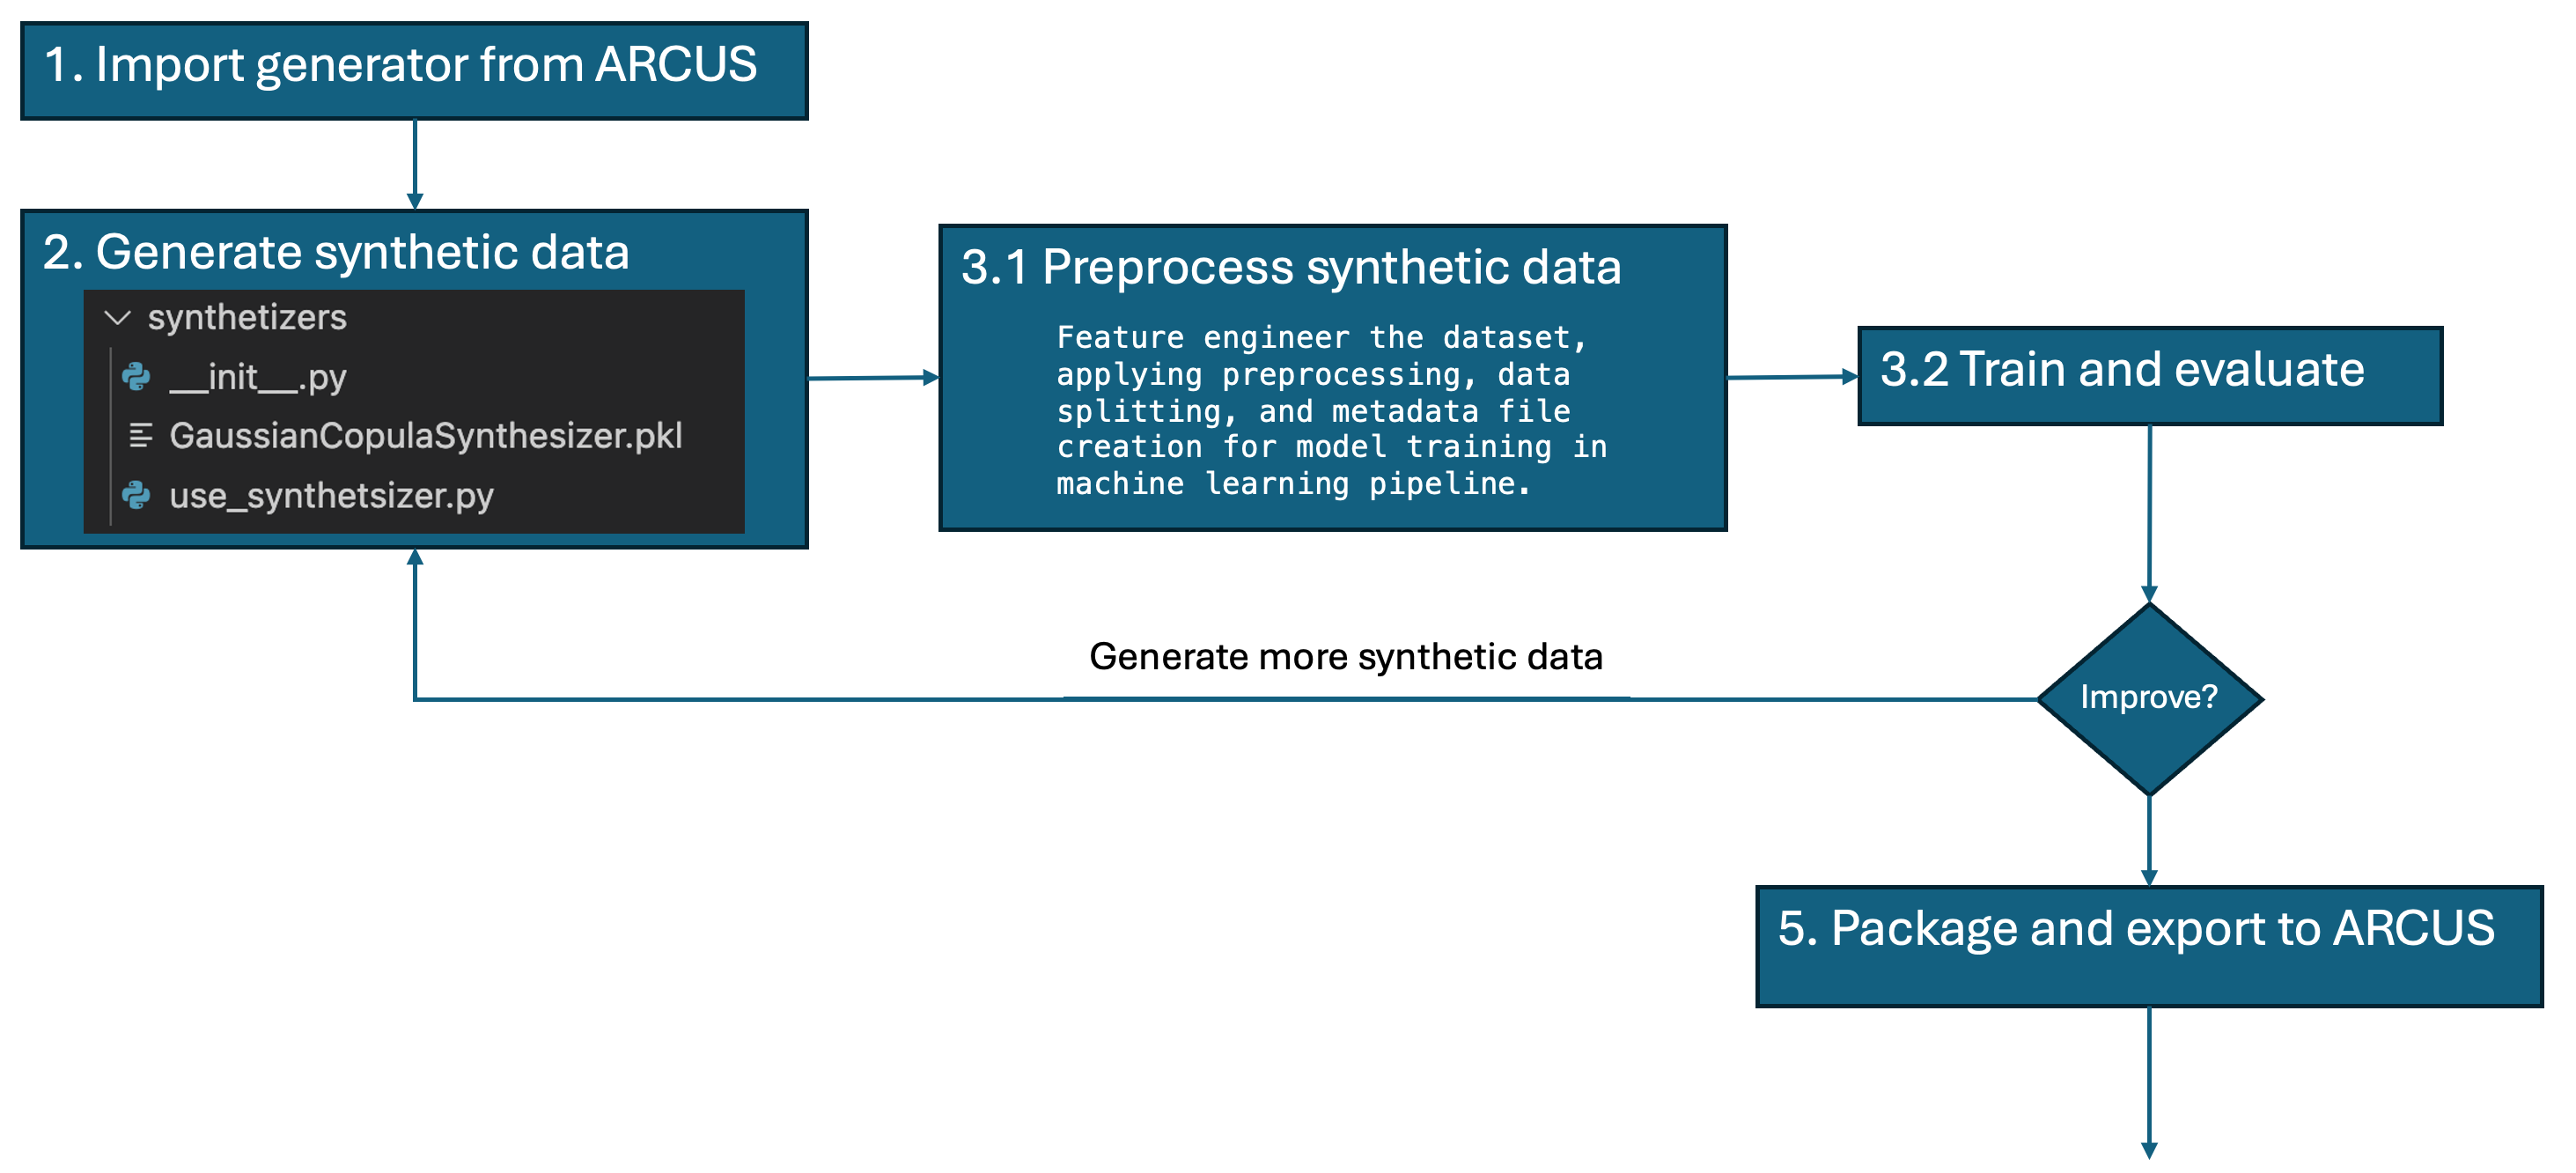 1. Import generator from ARCUS
2. Generate synthetic data
synthetizers
__init__.py
GaussianCopulaSynthesizer.pkl
use_synthetsizer.py
3.1 Preprocess synthetic data
Feature engineer the dataset,
applying preprocessing, data
splitting, and metadata file
creation for model training in
machine learning pipeline.
3.2 Train and evaluate
Generate more synthetic data
Improve?
5. Package and export to ARCUS